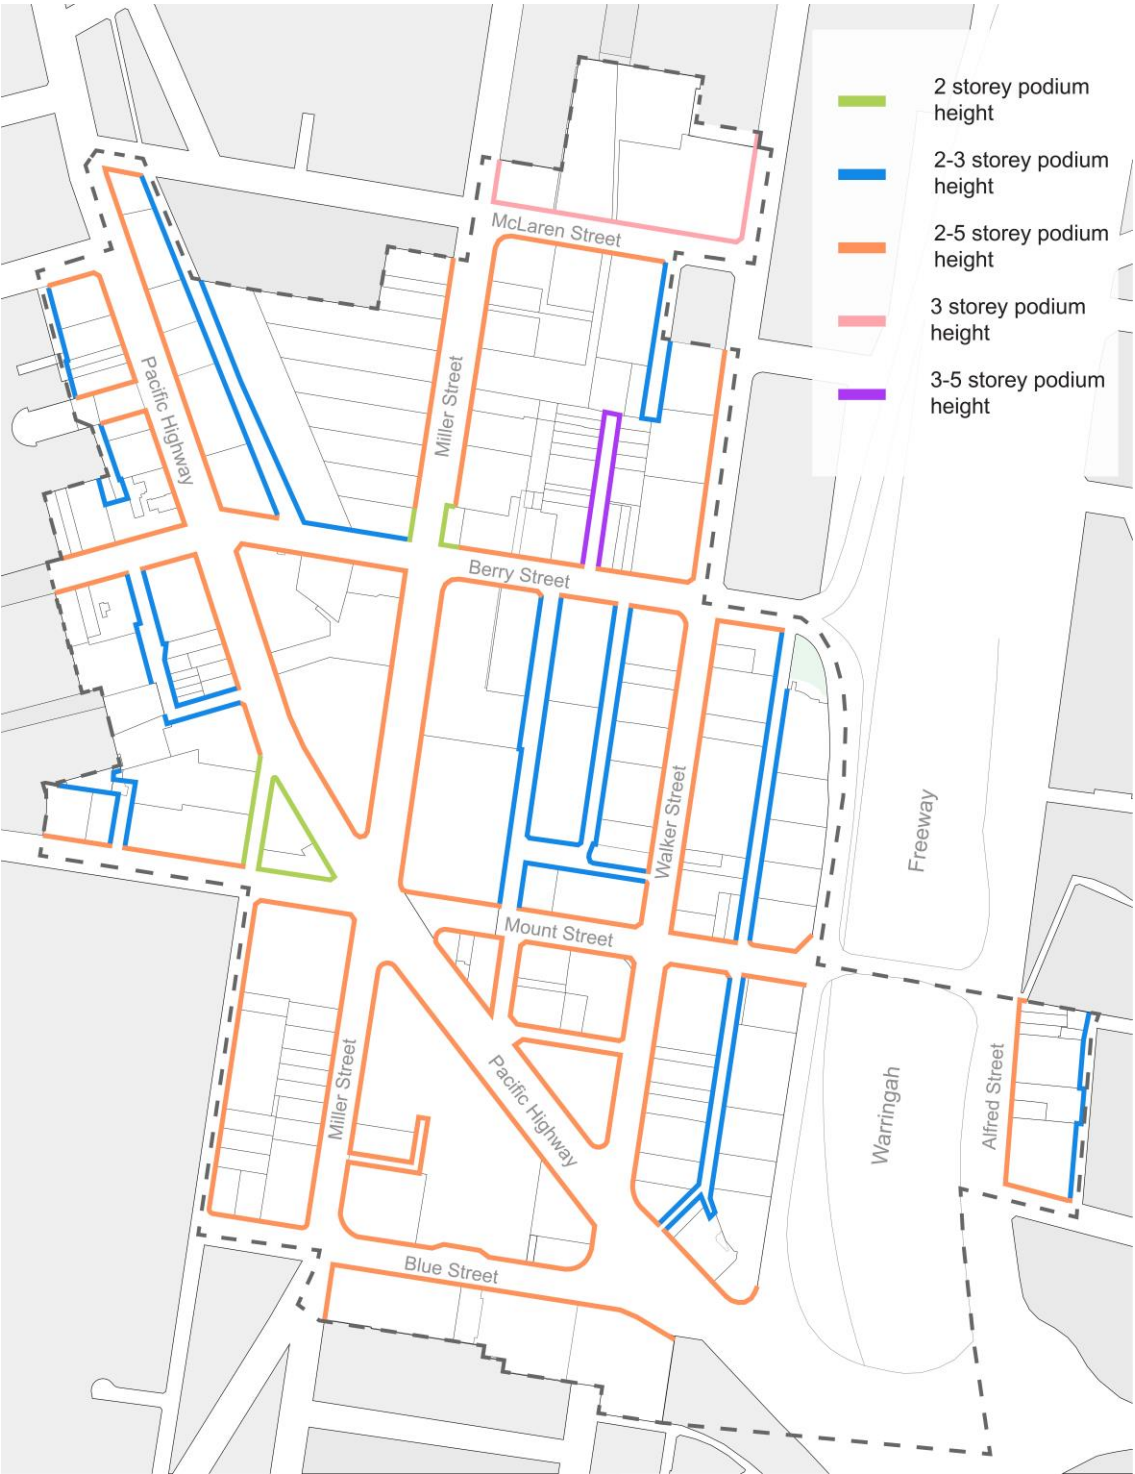 2 storey podium
height
2-3 storey podium
height
2-5 storey podium
height
3 storey podium
height
3-5 storey podium
height
McLaren Street
Pacific Highway
Miller Street
Berry Street
Walker Street
Freeway
Mount Street
Pacific Highway
Miller Street
Warringah
Alfred Street
Blue Street